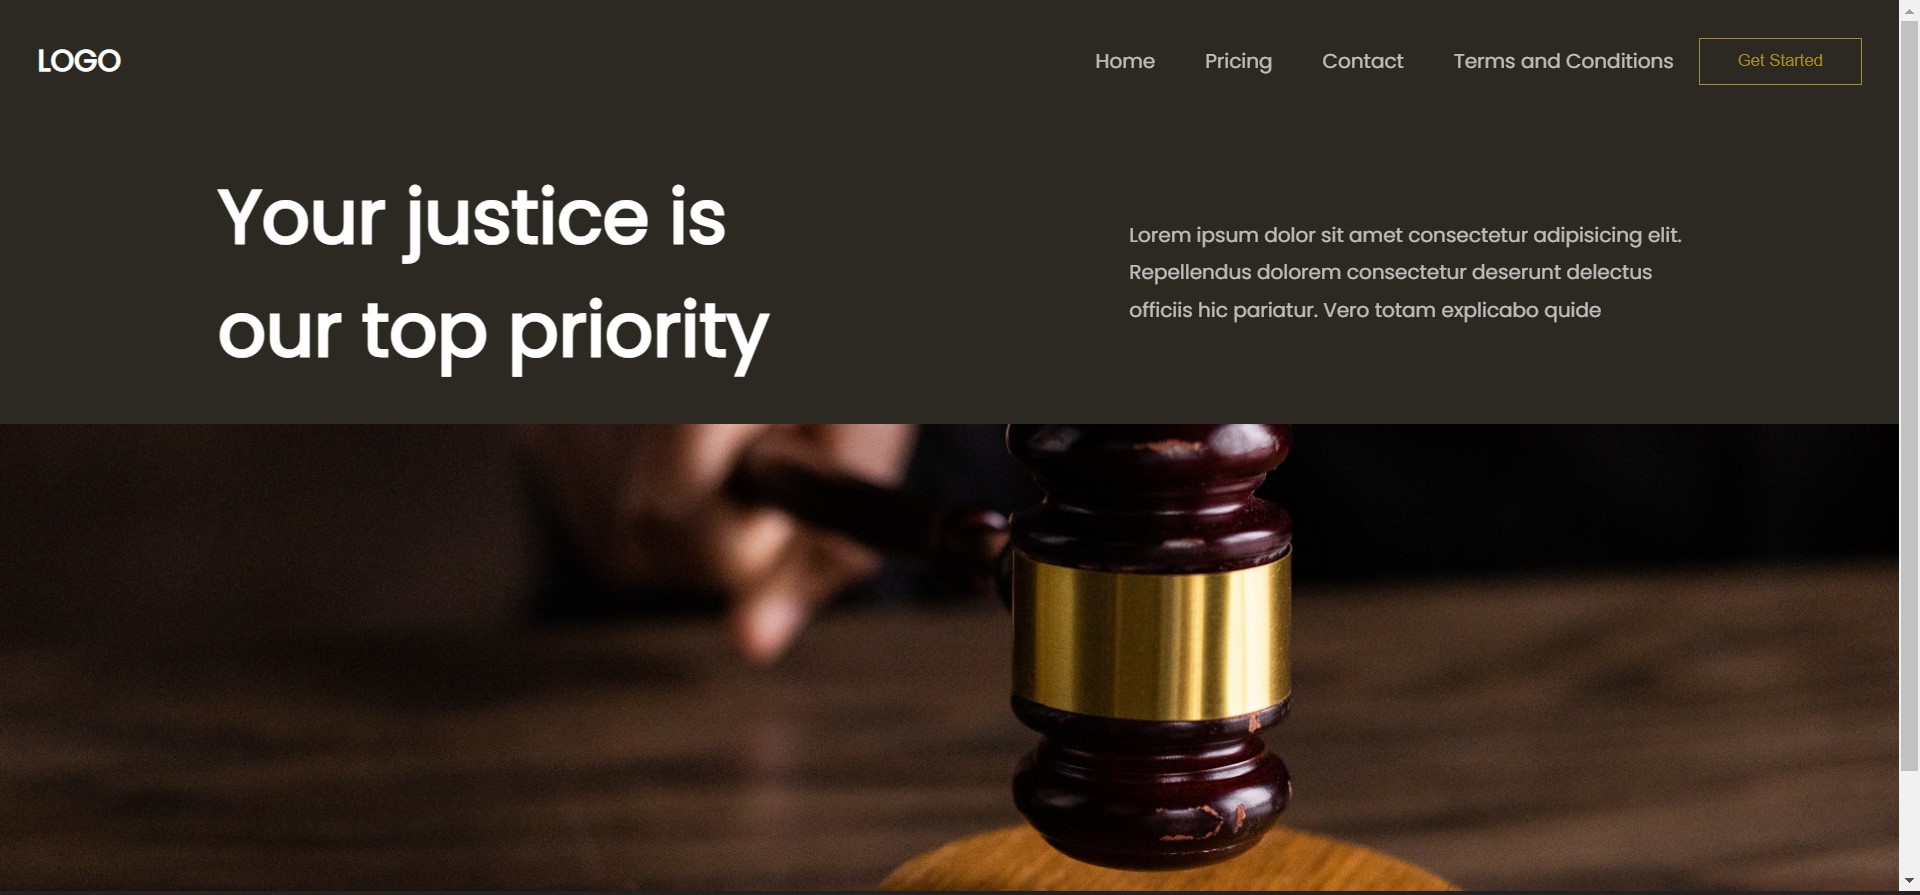 LOGO
Home Pricing Contact Terms and Conditions Get Started
Your justice is
our top priority
Lorem ipsum dolor sit amet consectetur adipisicing elit.
Repellendus dolorem consectetur deserunt delectus
officiis hic pariatur. Vero totam explicabo quide